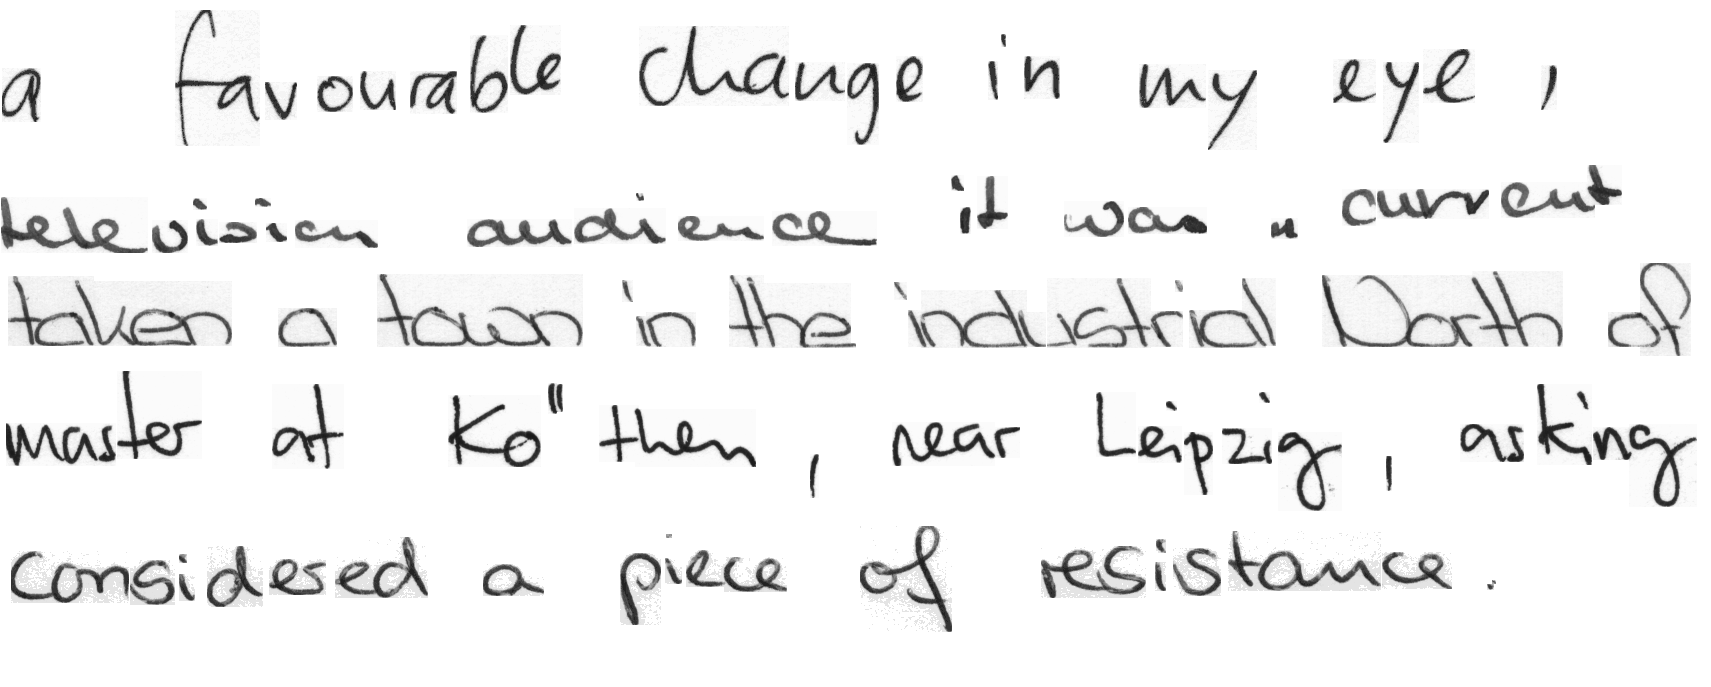 a favourable change in my eye ,
television audience it was " current
taken a town in the industrial North of
master at Ko" then , near Leipzig , asking
considered a piece of resistance .